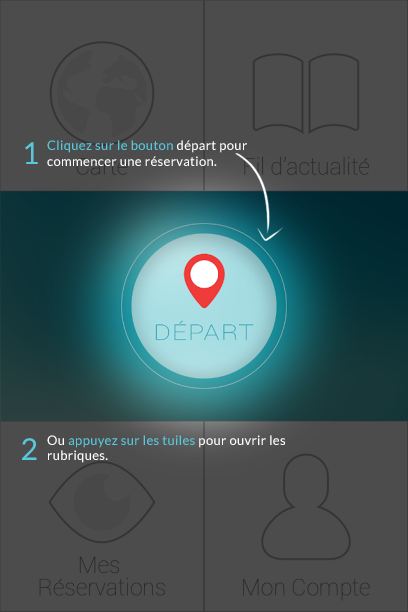 1 Cliquez sur le bouton départ pour
commencer une réservation.
Carte
Fil d'actualité
DÉPART
2 Ou appuyez sur les tuiles pour ouvrir les
rubriques.
Mes
Réservations
Mon Compte